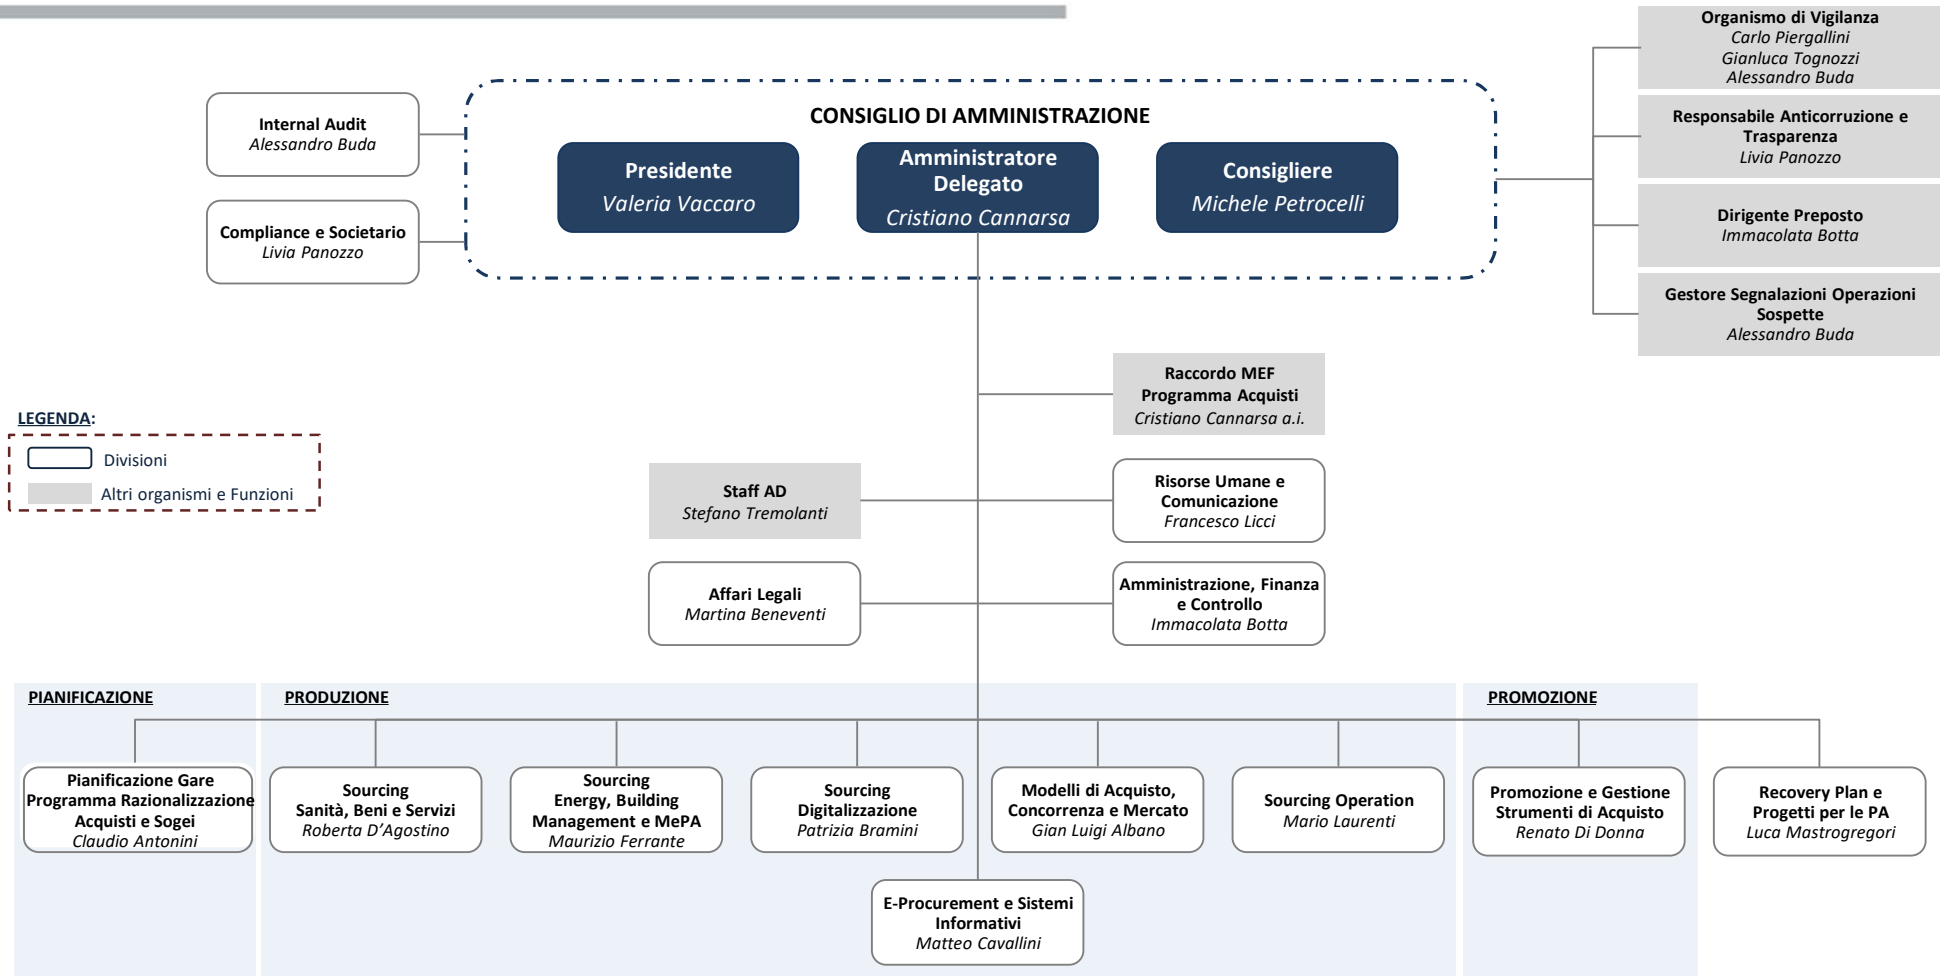 Organismo di Vigilanza
Carlo Piergallini
Gianluca Tognozzi
Alessandro Buda
Internal Audit
Alessandro Buda
CONSIGLIO DI AMMINISTRAZIONE
Presidente
Valeria Vaccaro
Amministratore
Delegato
Cristiano Cannarsa
Consigliere
Michele Petrocelli
Responsabile Anticorruzione e
Trasparenza
Livia Panozzo
Compliance e Societario
Livia Panozzo
Dirigente Preposto
Immacolata Botta
Gestore Segnalazioni Operazioni
Sospette
Alessandro Buda
Raccordo MEF
Programma Acquisti
Cristiano Cannarsa a.i.
LEGENDA:
Divisioni
Altri organismi e Funzioni
Staff AD
Stefano Tremolanti
Risorse Umane e
Comunicazione
Francesco Licci
Affari Legali
Martina Beneventi
Amministrazione, Finanza
e Controllo
Immacolata Botta
PIANIFICAZIONE
PRODUZIONE
PROMOZIONE
Pianificazione Gare
Programma Razionalizzazione
Acquisti e Sogei
Claudio Antonini
Sourcing
Sanità, Beni e Servizi
Roberta D'Agostino
Sourcing
Energy, Building
Management e MePA
Maurizio Ferrante
Sourcing
Digitalizzazione
Patrizia Bramini
Modelli di Acquisto,
Concorrenza e Mercato
Gian Luigi Albano
Sourcing Operation
Mario Laurenti
Promozione e Gestione
Strumenti di Acquisto
Renato Di Donna
Recovery Plan e
Progetti per le PA
Luca Mastrogregori
E-Procurement e Sistemi
Informativi
Matteo Cavallini